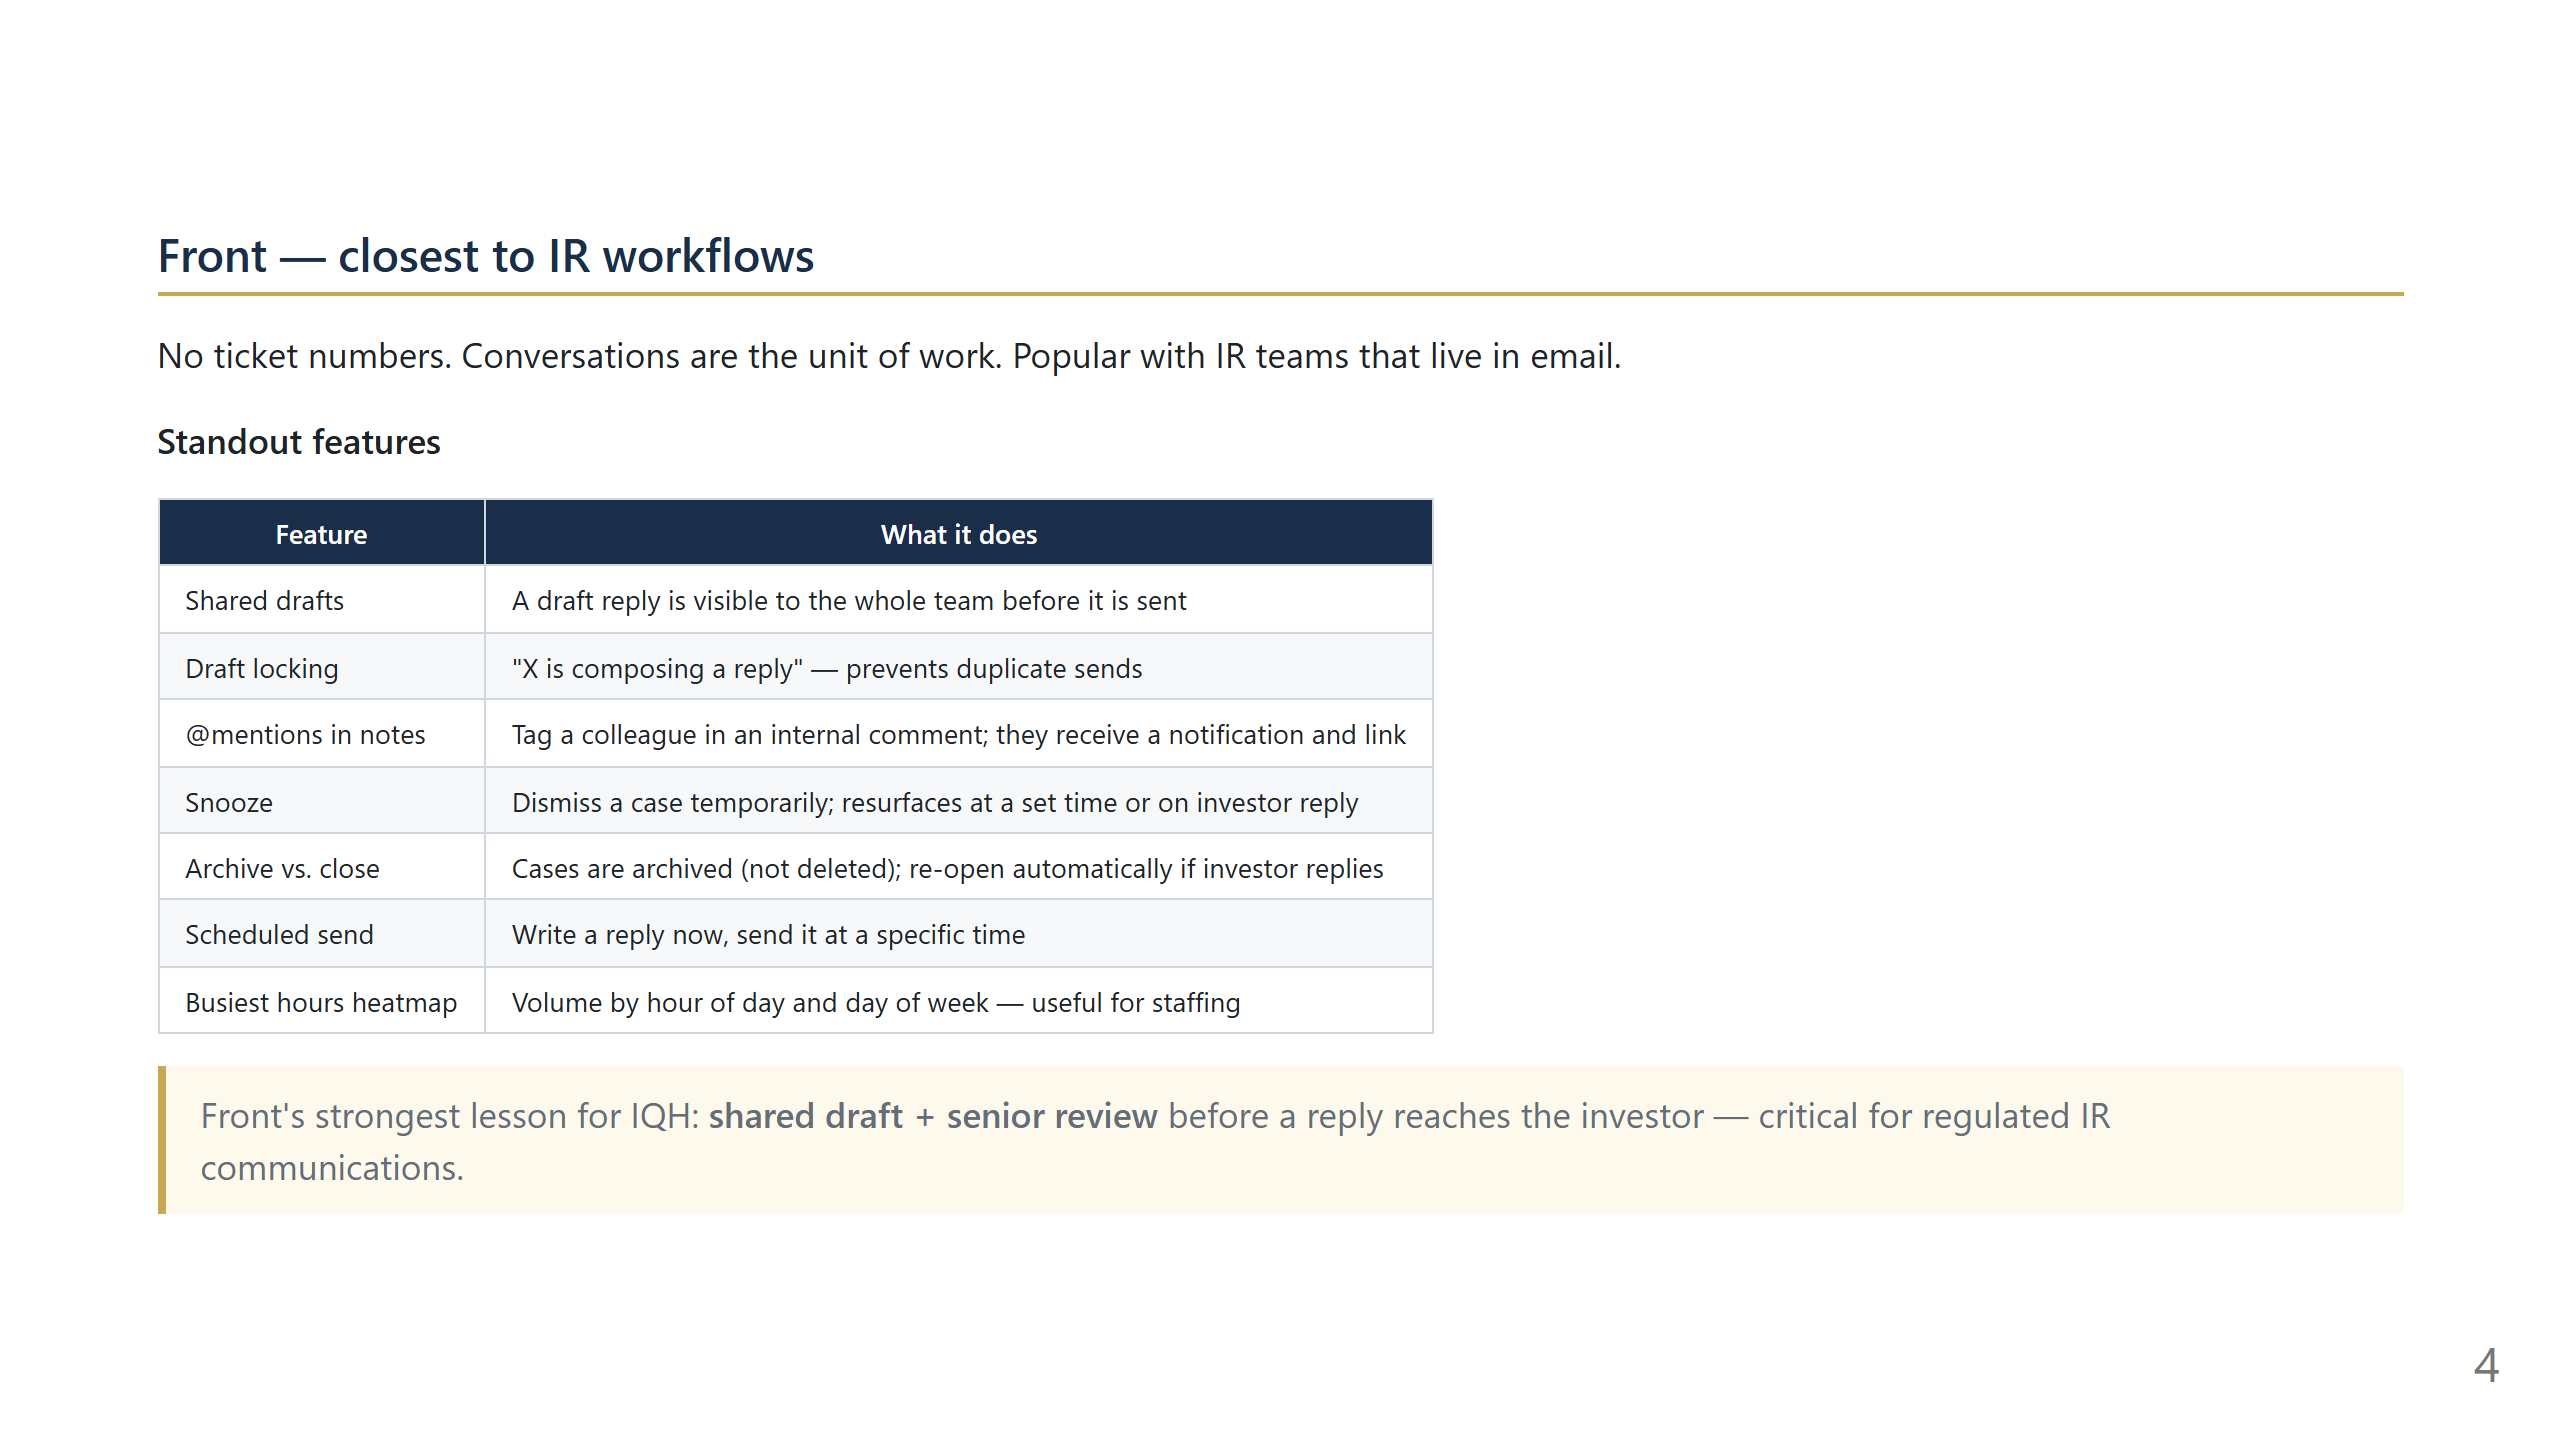 Front — closest to IR workflows
No ticket numbers. Conversations are the unit of work. Popular with IR teams that live in email.
Standout features
Feature What it does
Shared drafts A draft reply is visible to the whole team before it is sent
Draft locking "X is composing a reply" — prevents duplicate sends
@mentions in notes Tag a colleague in an internal comment; they receive a notification and link
Snooze Dismiss a case temporarily; resurfaces at a set time or on investor reply
Archive vs. close Cases are archived (not deleted); re-open automatically if investor replies
Scheduled send Write a reply now, send it at a specific time
Busiest hours heatmap Volume by hour of day and day of week — useful for staffing
Front's strongest lesson for IQH: shared draft + senior review before a reply reaches the investor — critical for regulated IR
communications.
4